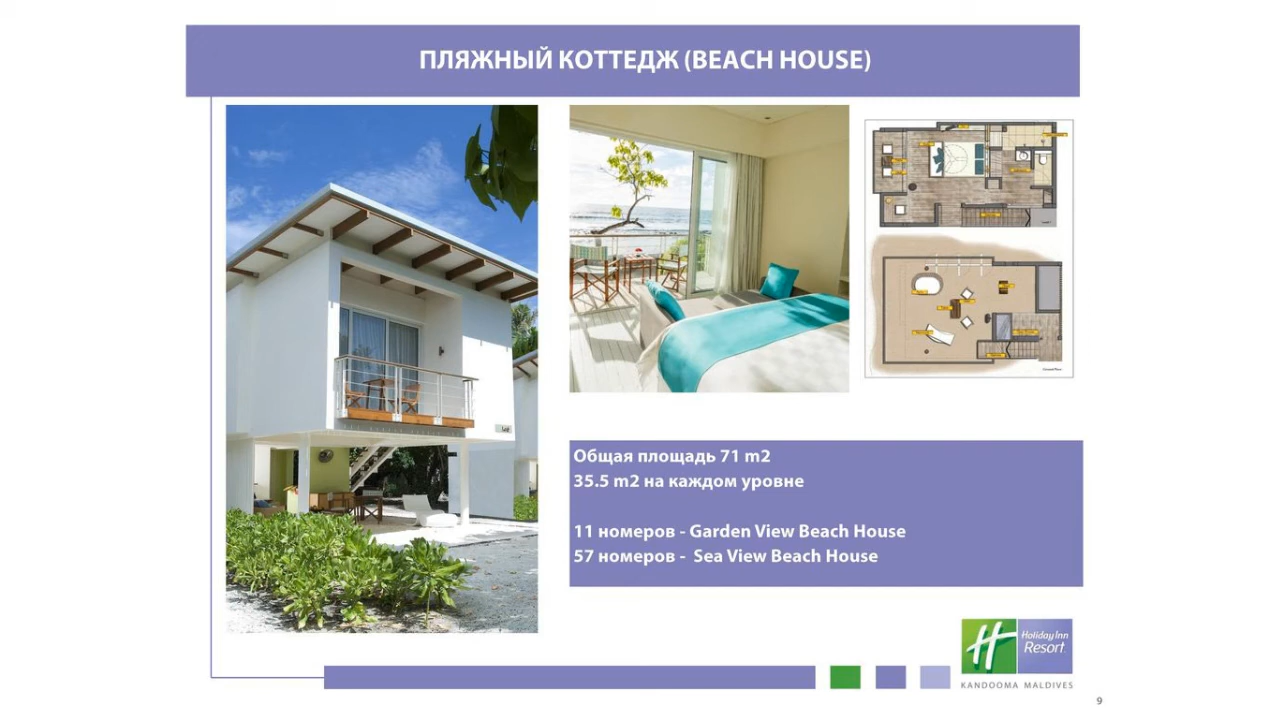 ПЛЯЖНЫЙ КОТТЕДЖ (BEACH HOUSE)
Общая площадь 71 m2
35.5 m2 на каждом уровне
11 номеров - Garden View Beach House
57 номеров - Sea View Beach House
Holiday Inn
Resort
KANDOOMA MALDIVES
9